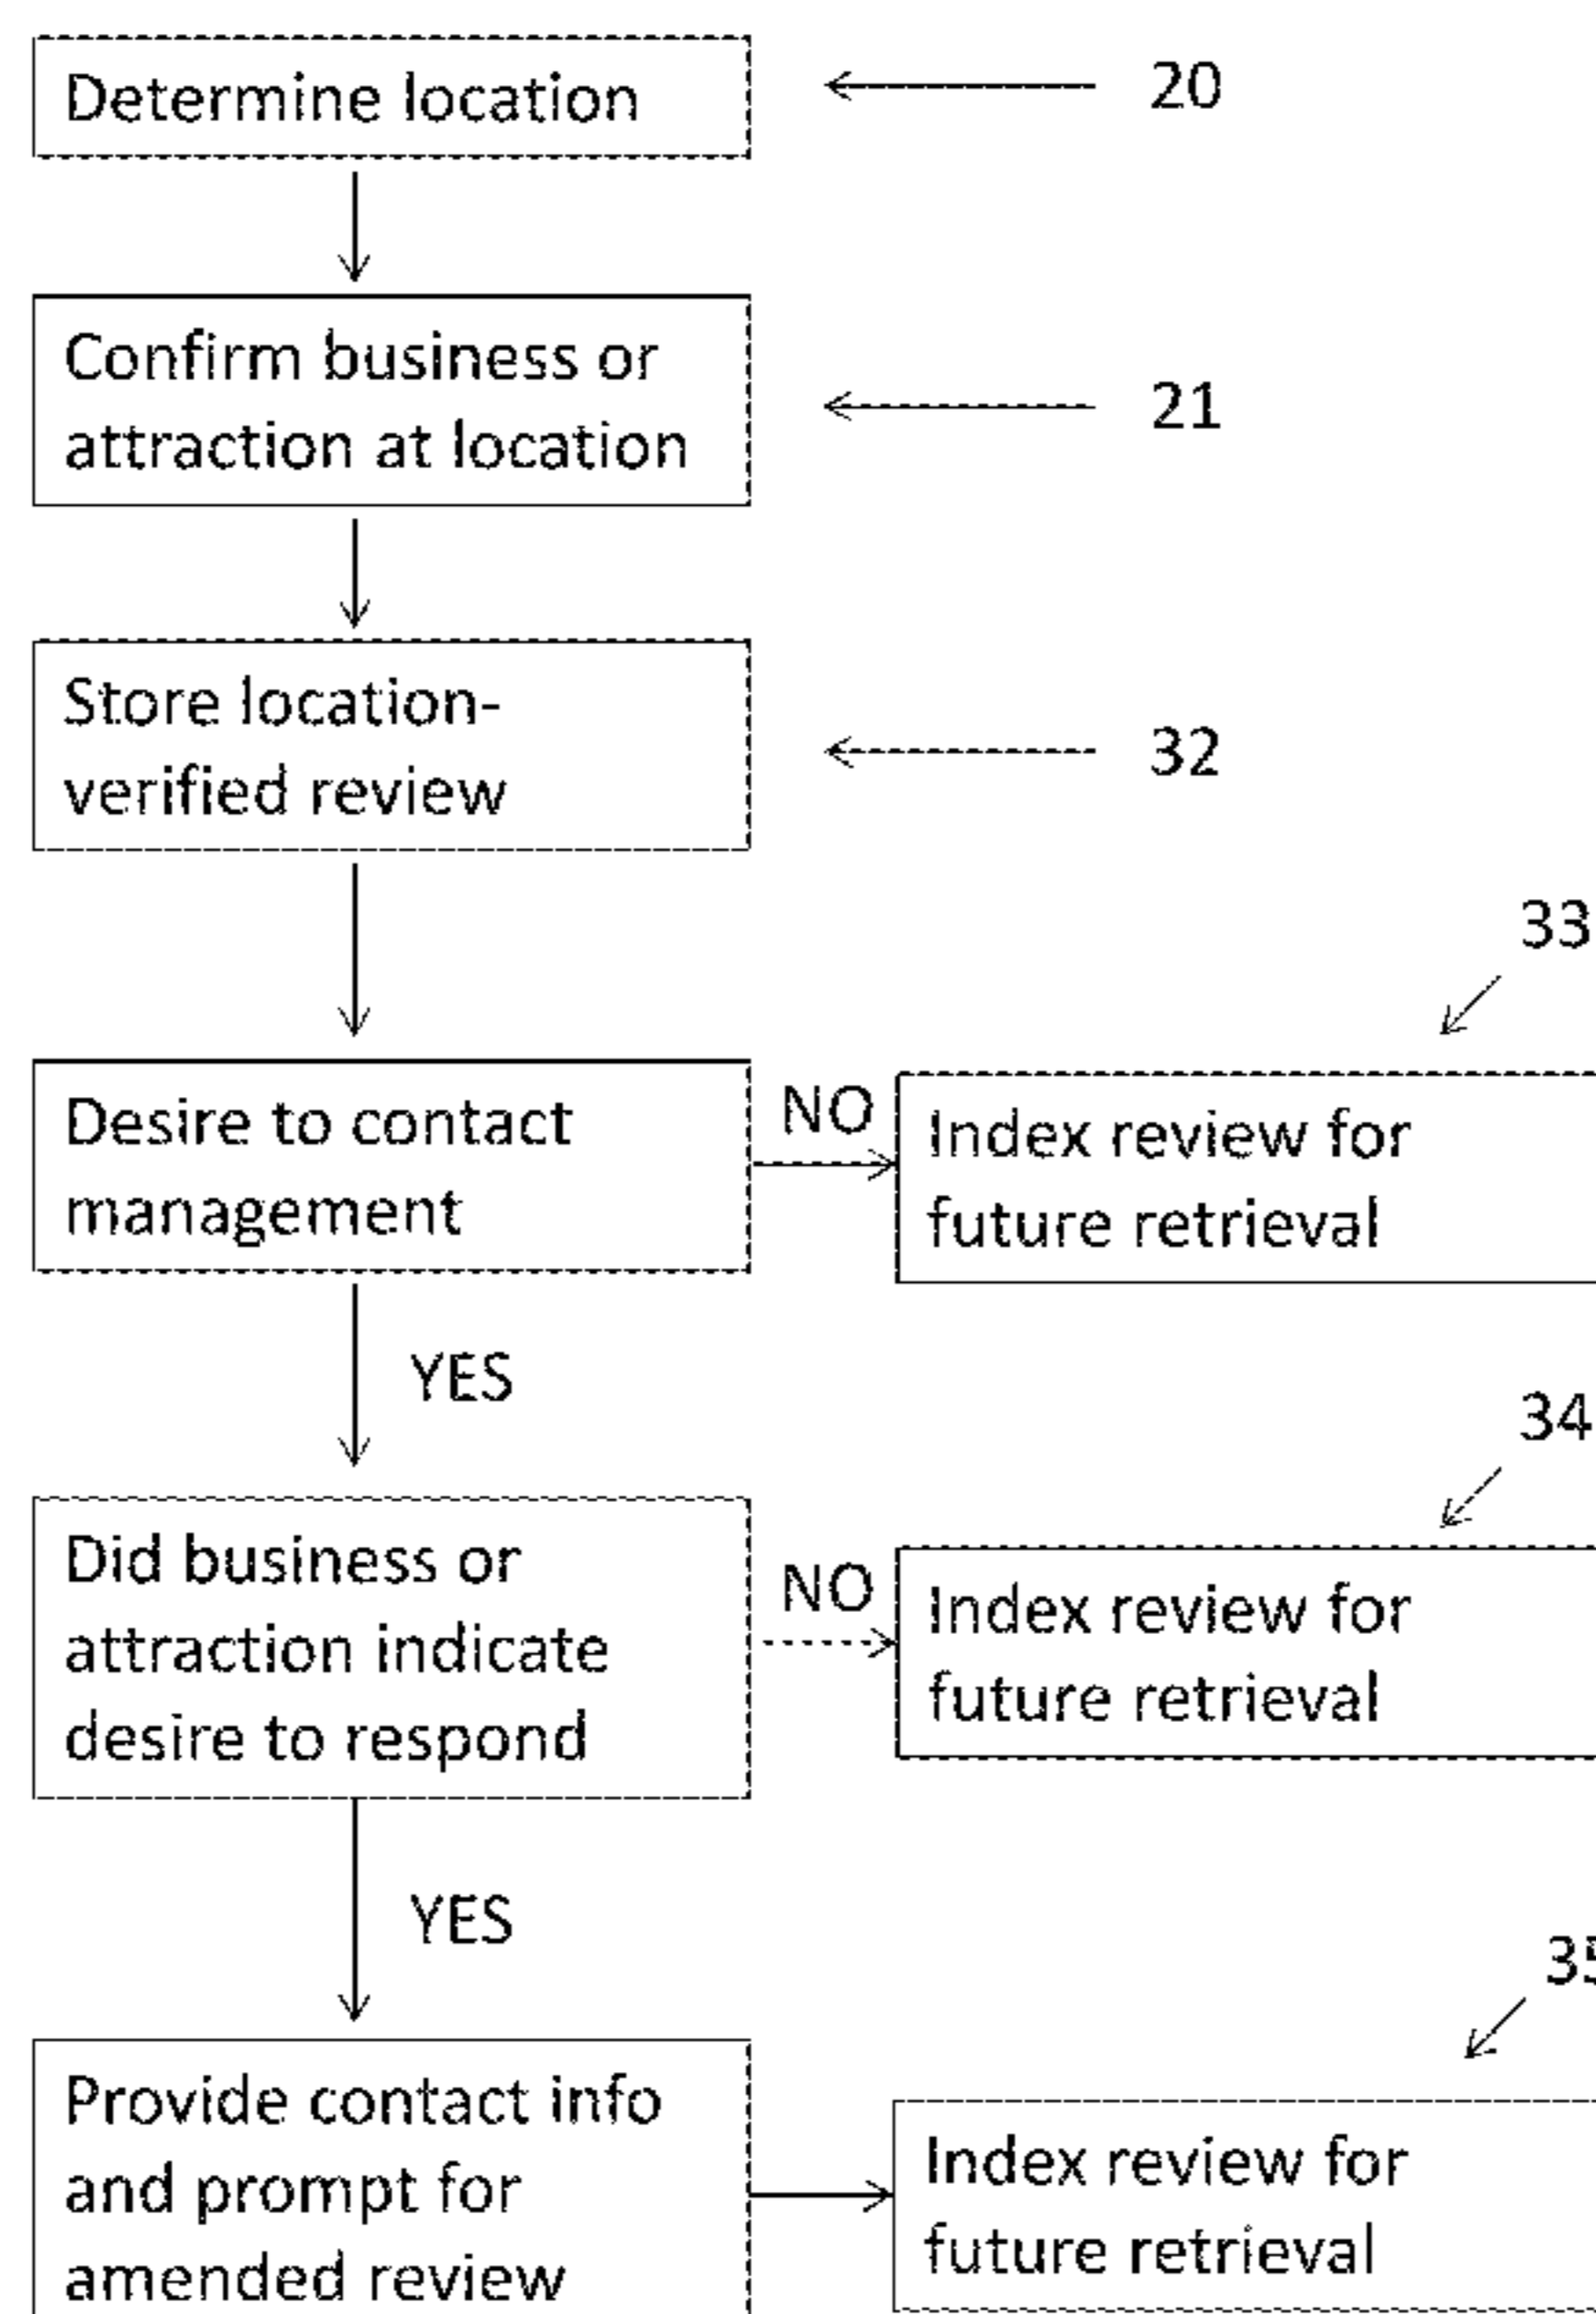 Determine location
20
Confirm business or
attraction at location
21
Store location-
verified review
32
33
Desire to contact
management
NO
Index review for
future retrieval
YES
34
Did business or
attraction indicate
desire to respond
NO
Index review for
future retrieval
YES
35
Provide contact info
and prompt for
amended review
Index review for
future retrieval